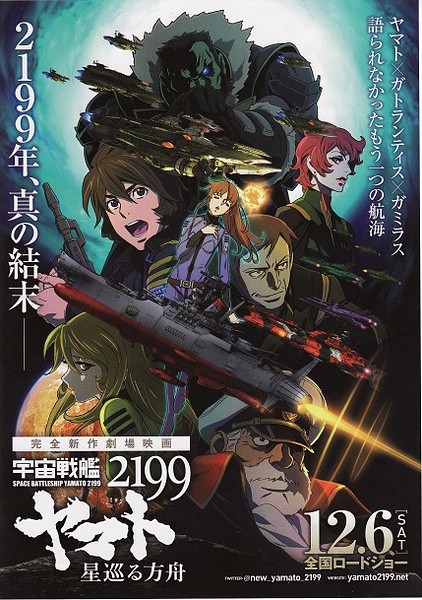 ヤマト×ガトランティス×ガミラス
語られなかったもう一つの航海
2199年、真の結末──
完全新作劇場映画
宇宙戦艦
SPACE BATTLESHIP YAMATO 2199
2199
ヤマト
星巡る方舟
12.6[SAT]
全国ロードショー
TWITTER:@new_yamato_2199 WEBSITE:yamato2199.net